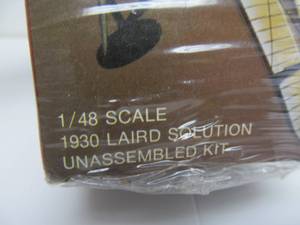 1/48 SCALE
1930 LAIRD SOLUTION
UNASSEMBLED KIT